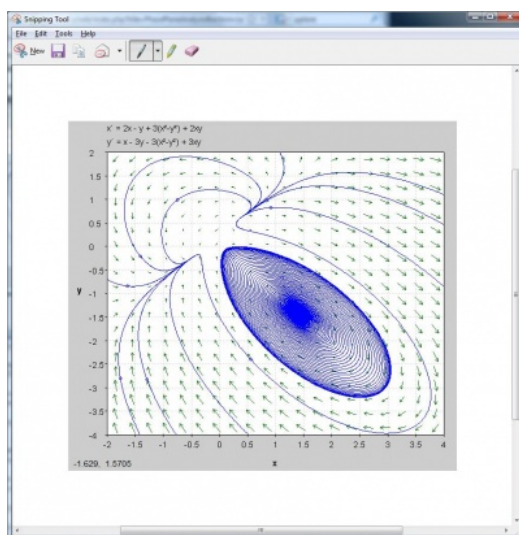 Snipping Tool
File Edit Tools Help
New
x' = 2x - y + 3(x²-y²) + 2xy
y' = x - 3y - 3(x²-y²) + 3xy
2
1.5
1
0.5
0
-0.5
-1
-1.5
-2
-2.5
-3
-3.5
-4
y
-2 -1.5 -1 -0.5 0 0.5 1 1.5 2 2.5 3 3.5 4
-1.629, 1.5705
x